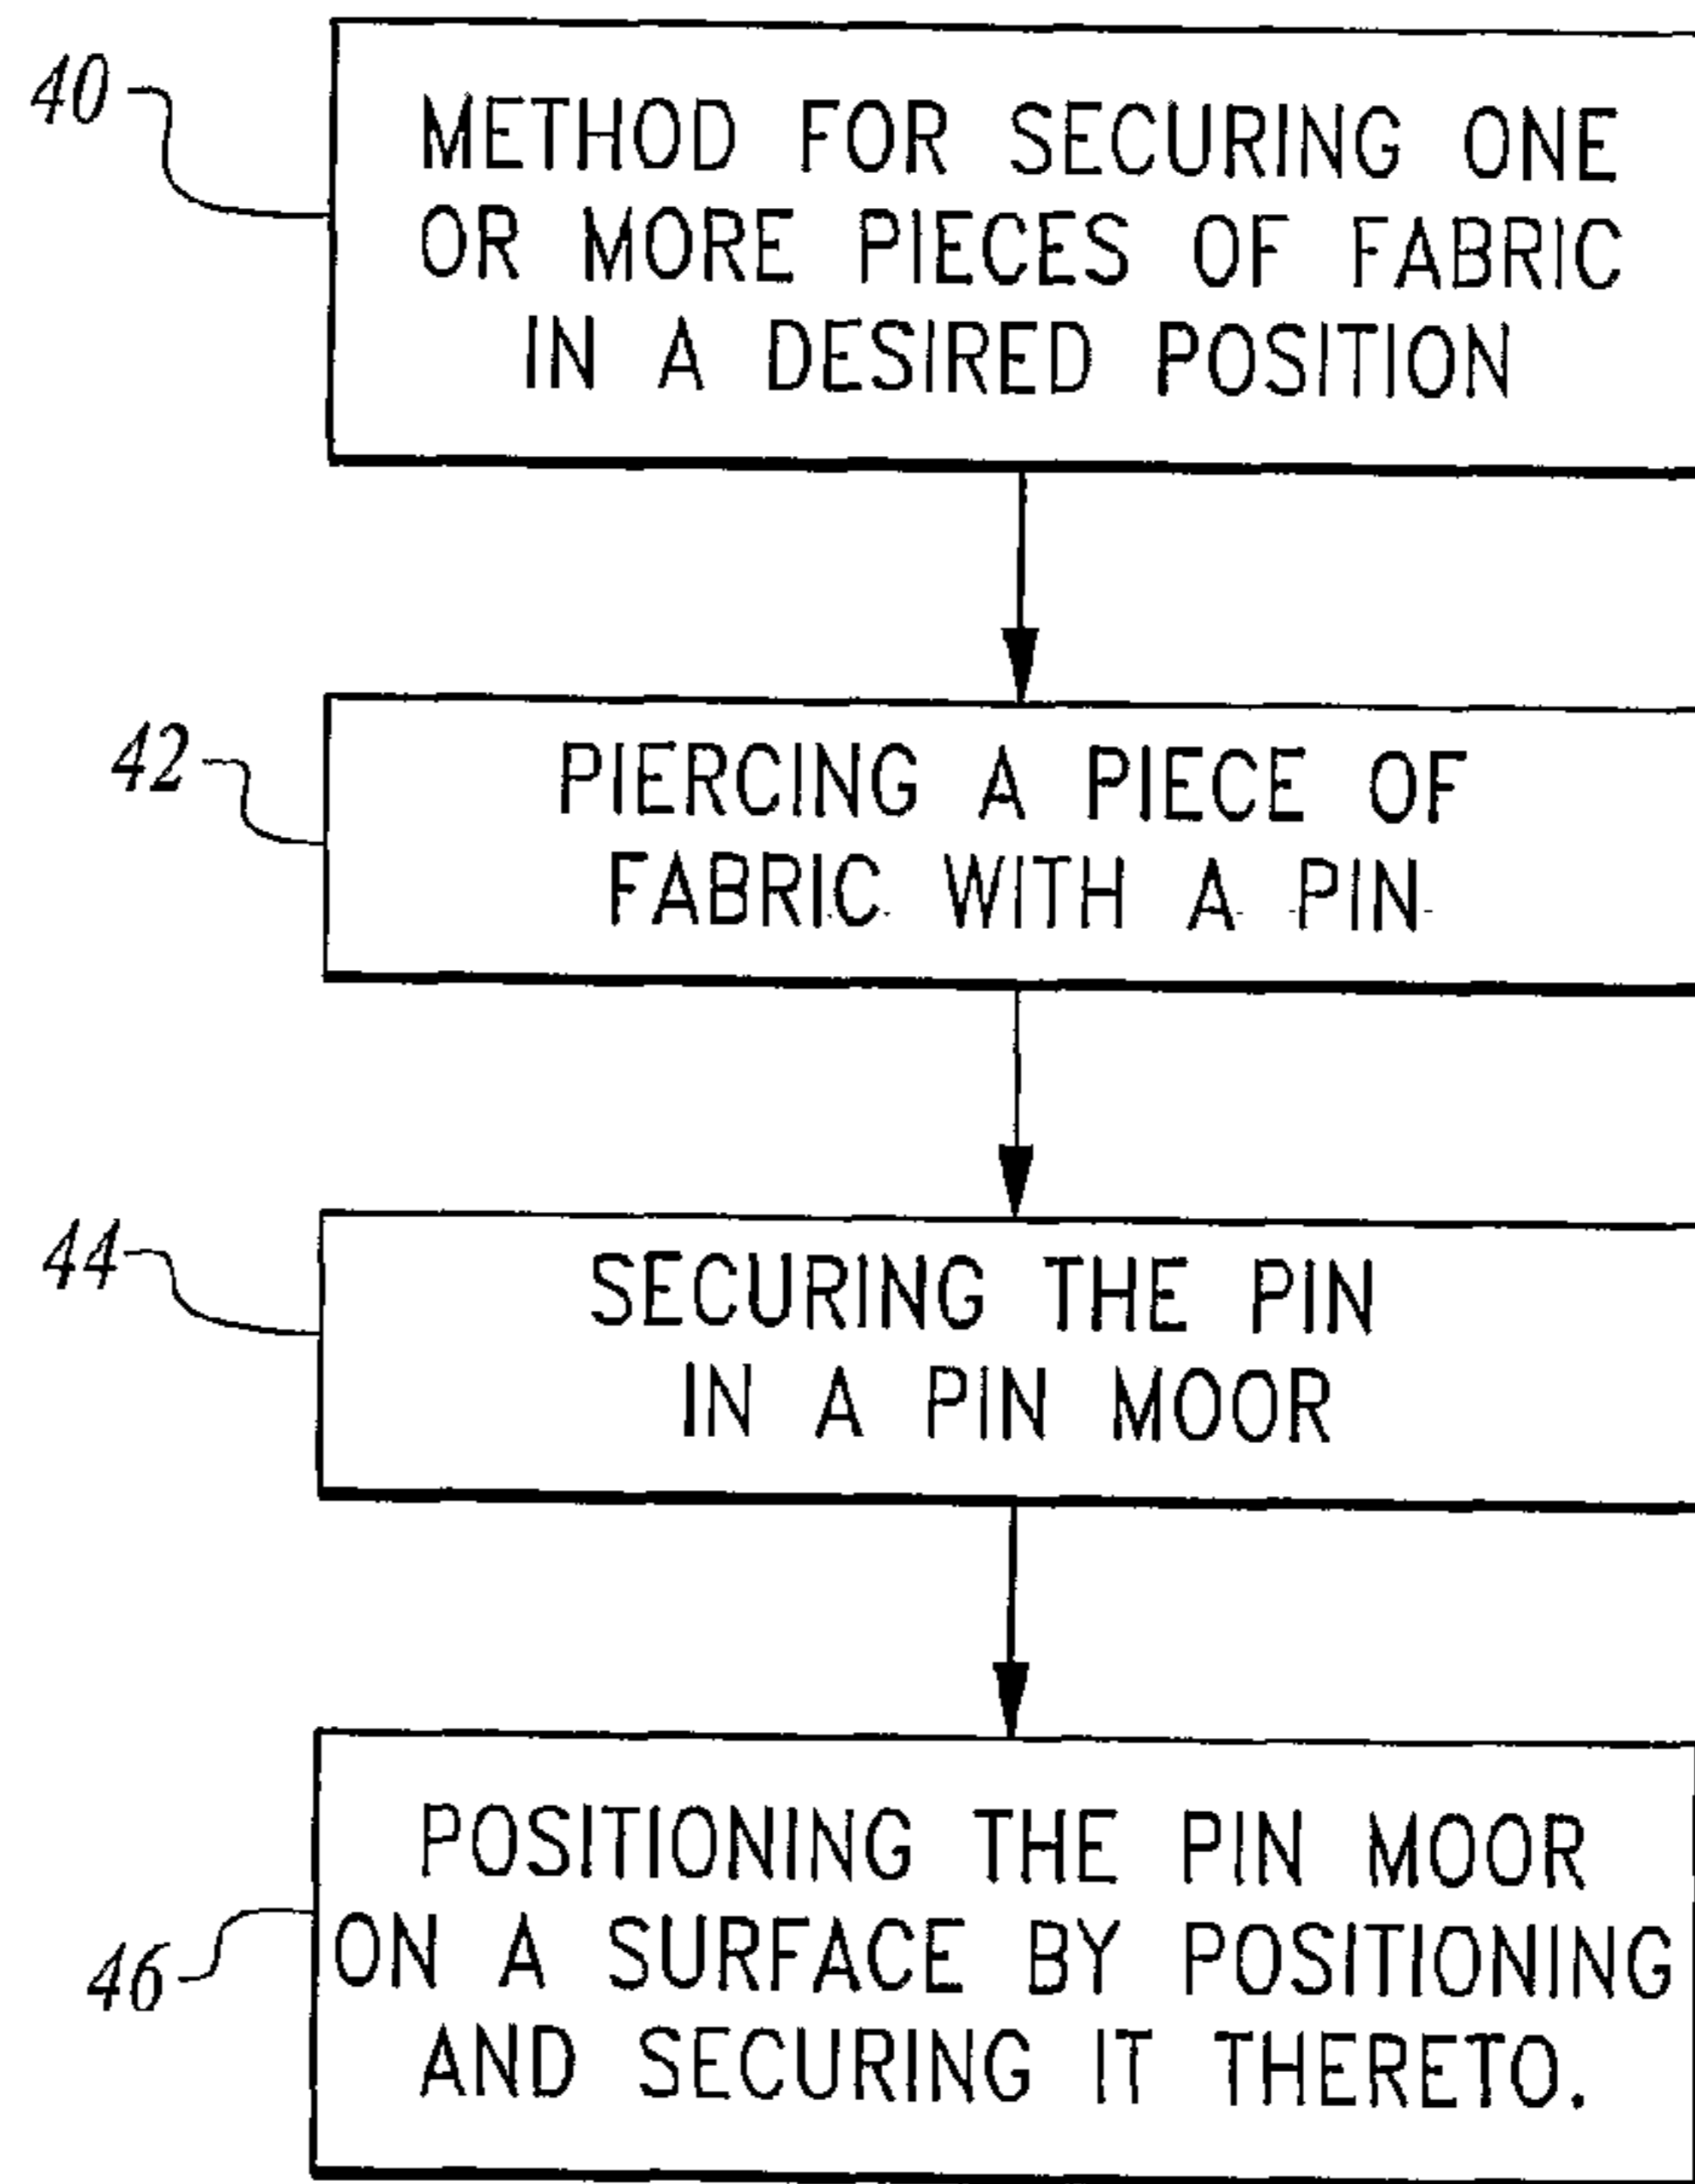 40
METHOD FOR SECURING ONE
OR MORE PIECES OF FABRIC
IN A DESIRED POSITION
42
PIERCING A PIECE OF
FABRIC WITH A PIN
44
SECURING THE PIN
IN A PIN MOOR
POSITIONING THE PIN MOOR
ON A SURFACE BY POSITIONING
46
AND SECURING IT THERETO.